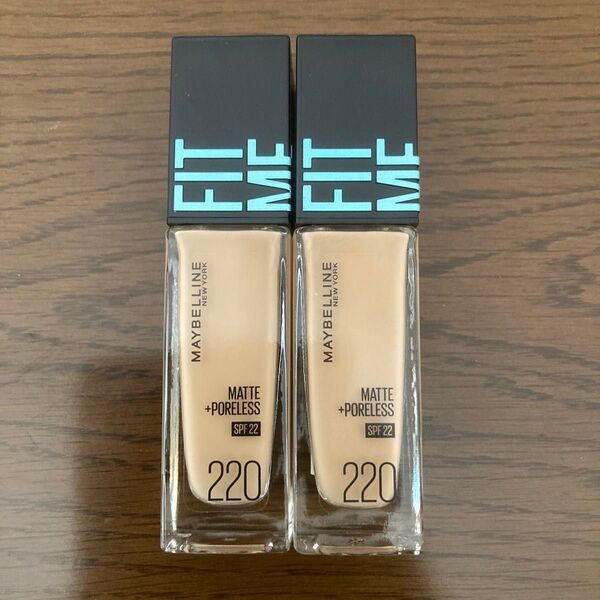 FIT
ME
MAYBELLINE
NEW YORK
MATTE
+PORELESS
SPF 22
220
FIT
ME
MAYBELLINE
NEW YORK
MATTE
+PORELESS
SPF 22
220